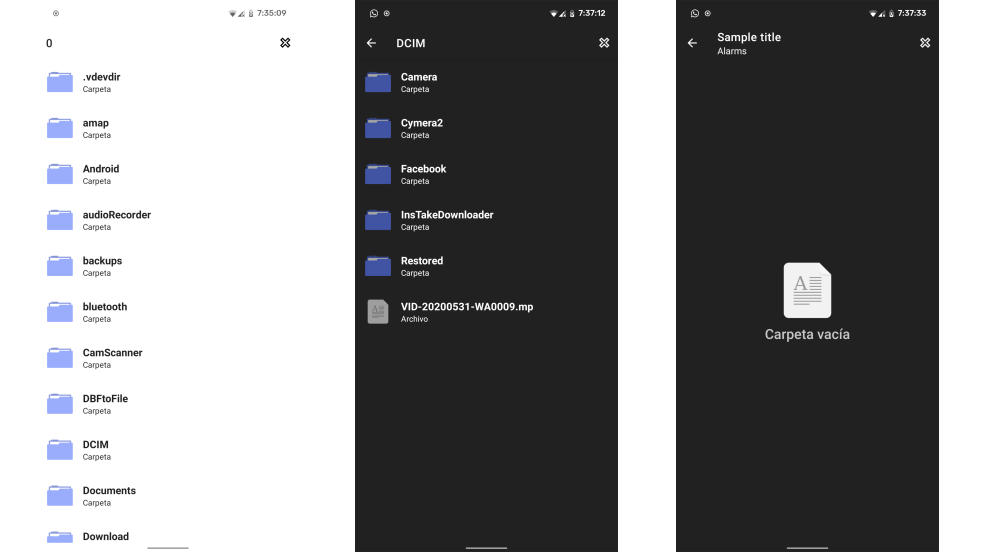 7:35:09
0
.vdevdir
Carpeta
amap
Carpeta
Android
Carpeta
audioRecorder
Carpeta
backups
Carpeta
bluetooth
Carpeta
CamScanner
Carpeta
DBFtoFile
Carpeta
DCIM
Carpeta
Documents
Carpeta
Download
7:37:12
DCIM
Camera
Carpeta
Cymera2
Carpeta
Facebook
Carpeta
InsTakeDownloader
Carpeta
Restored
Carpeta
VID-20200531-WA0009.mp
Archivo
7:37:33
Sample title
Alarms
A
Carpeta vacía